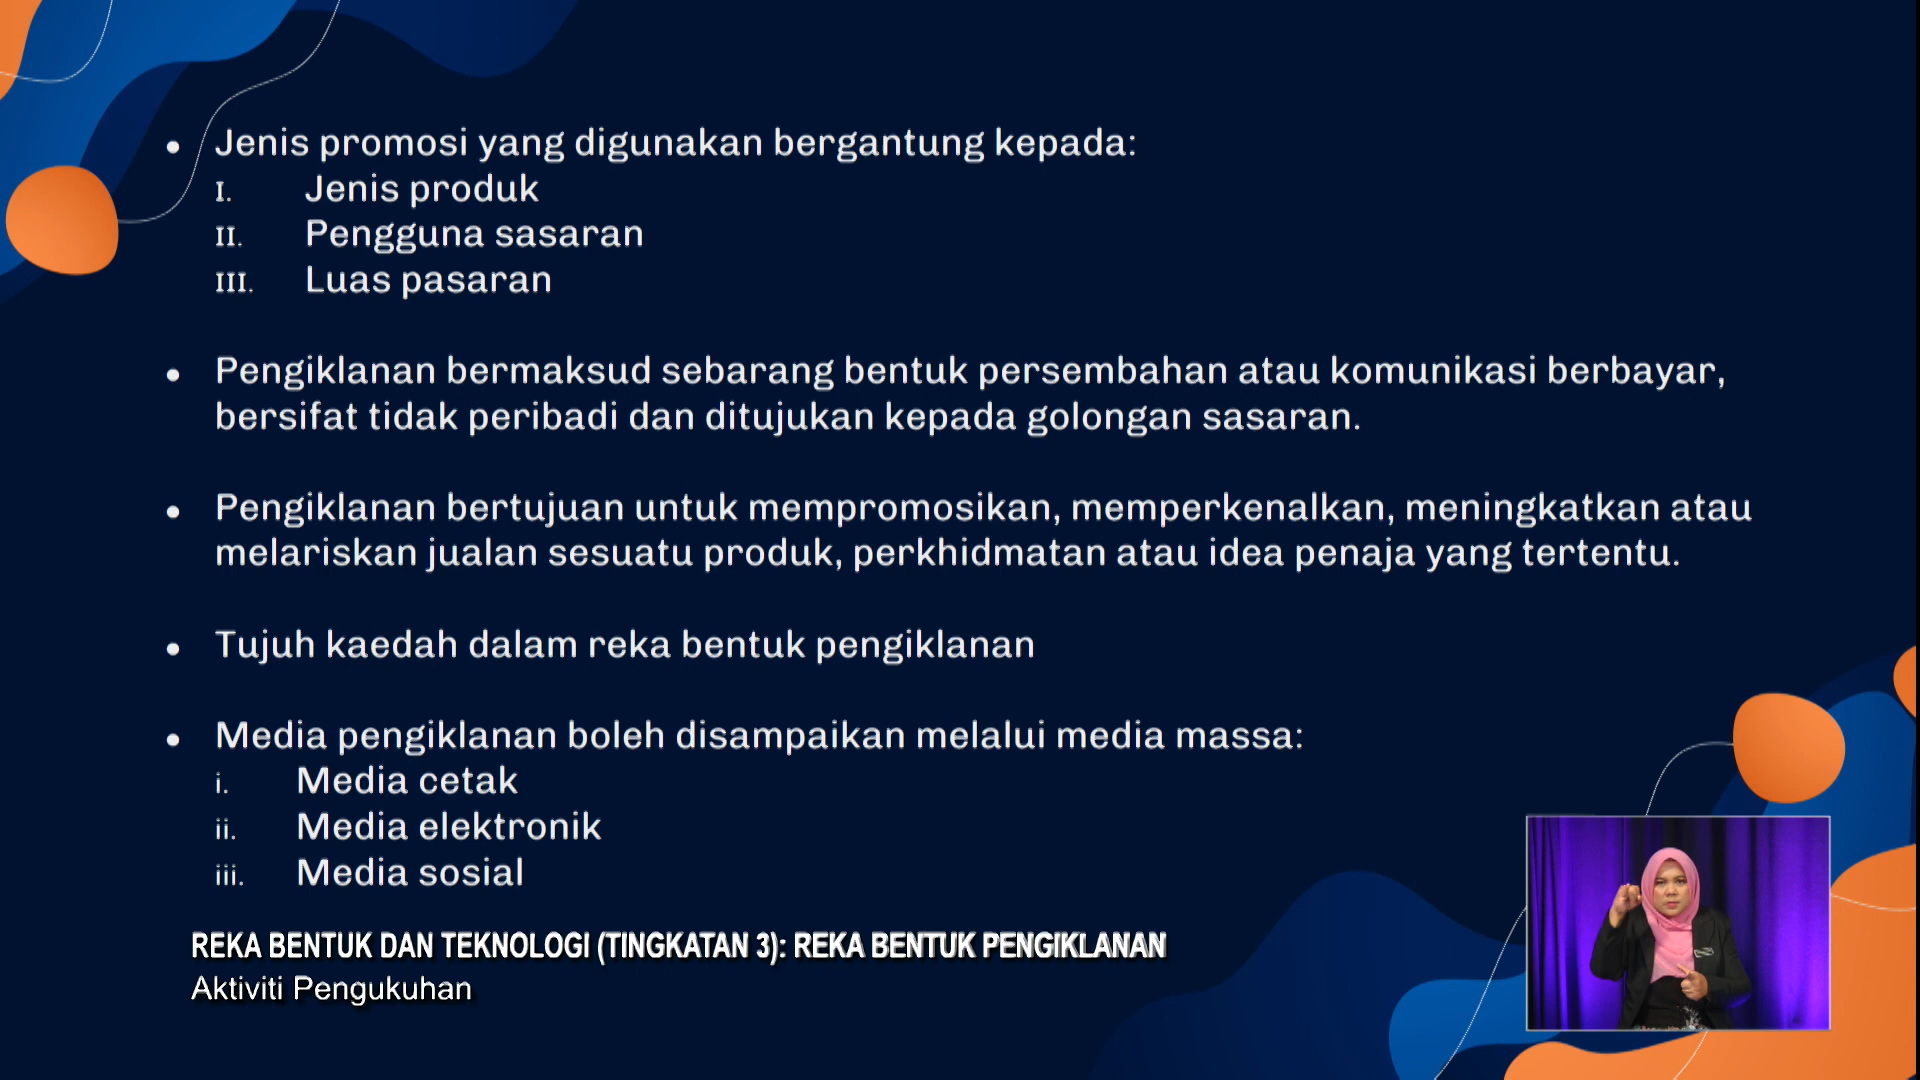 • Jenis promosi yang digunakan bergantung kepada:
I. Jenis produk
II. Pengguna sasaran
III. Luas pasaran
• Pengiklanan bermaksud sebarang bentuk persembahan atau komunikasi berbayar,
bersifat tidak peribadi dan ditujukan kepada golongan sasaran.
• Pengiklanan bertujuan untuk mempromosikan, memperkenalkan, meningkatkan atau
melariskan jualan sesuatu produk, perkhidmatan atau idea penaja yang tertentu.
• Tujuh kaedah dalam reka bentuk pengiklanan
• Media pengiklanan boleh disampaikan melalui media massa:
i. Media cetak
ii. Media elektronik
iii. Media sosial
REKA BENTUK DAN TEKNOLOGI (TINGKATAN 3): REKA BENTUK PENGIKLANAN
Aktiviti Pengukuhan